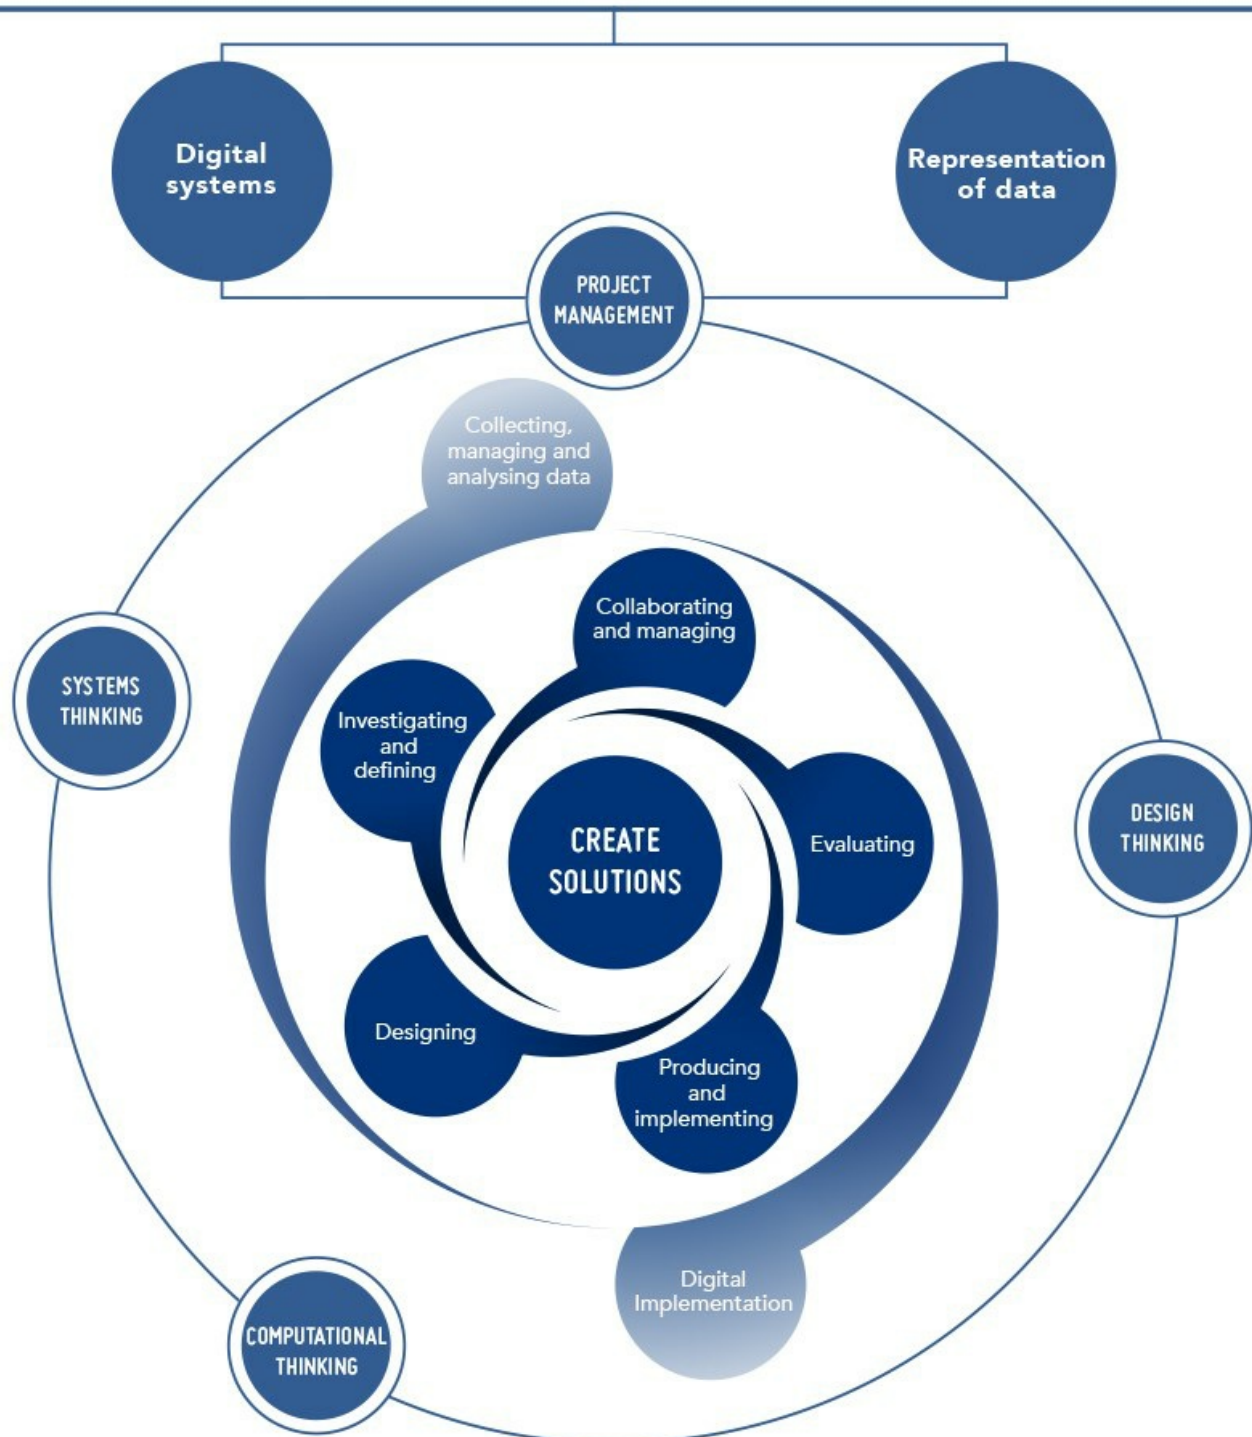 Digital
systems
Representation
of data
PROJECT
MANAGEMENT
Collecting,
managing and
analysing data
Collaborating
and managing
SYSTEMS
THINKING
Investigating
and
defining
DESIGN
THINKING
CREATE
SOLUTIONS
Evaluating
Designing
Producing
and
implementing
Digital
Implementation
COMPUTATIONAL
THINKING